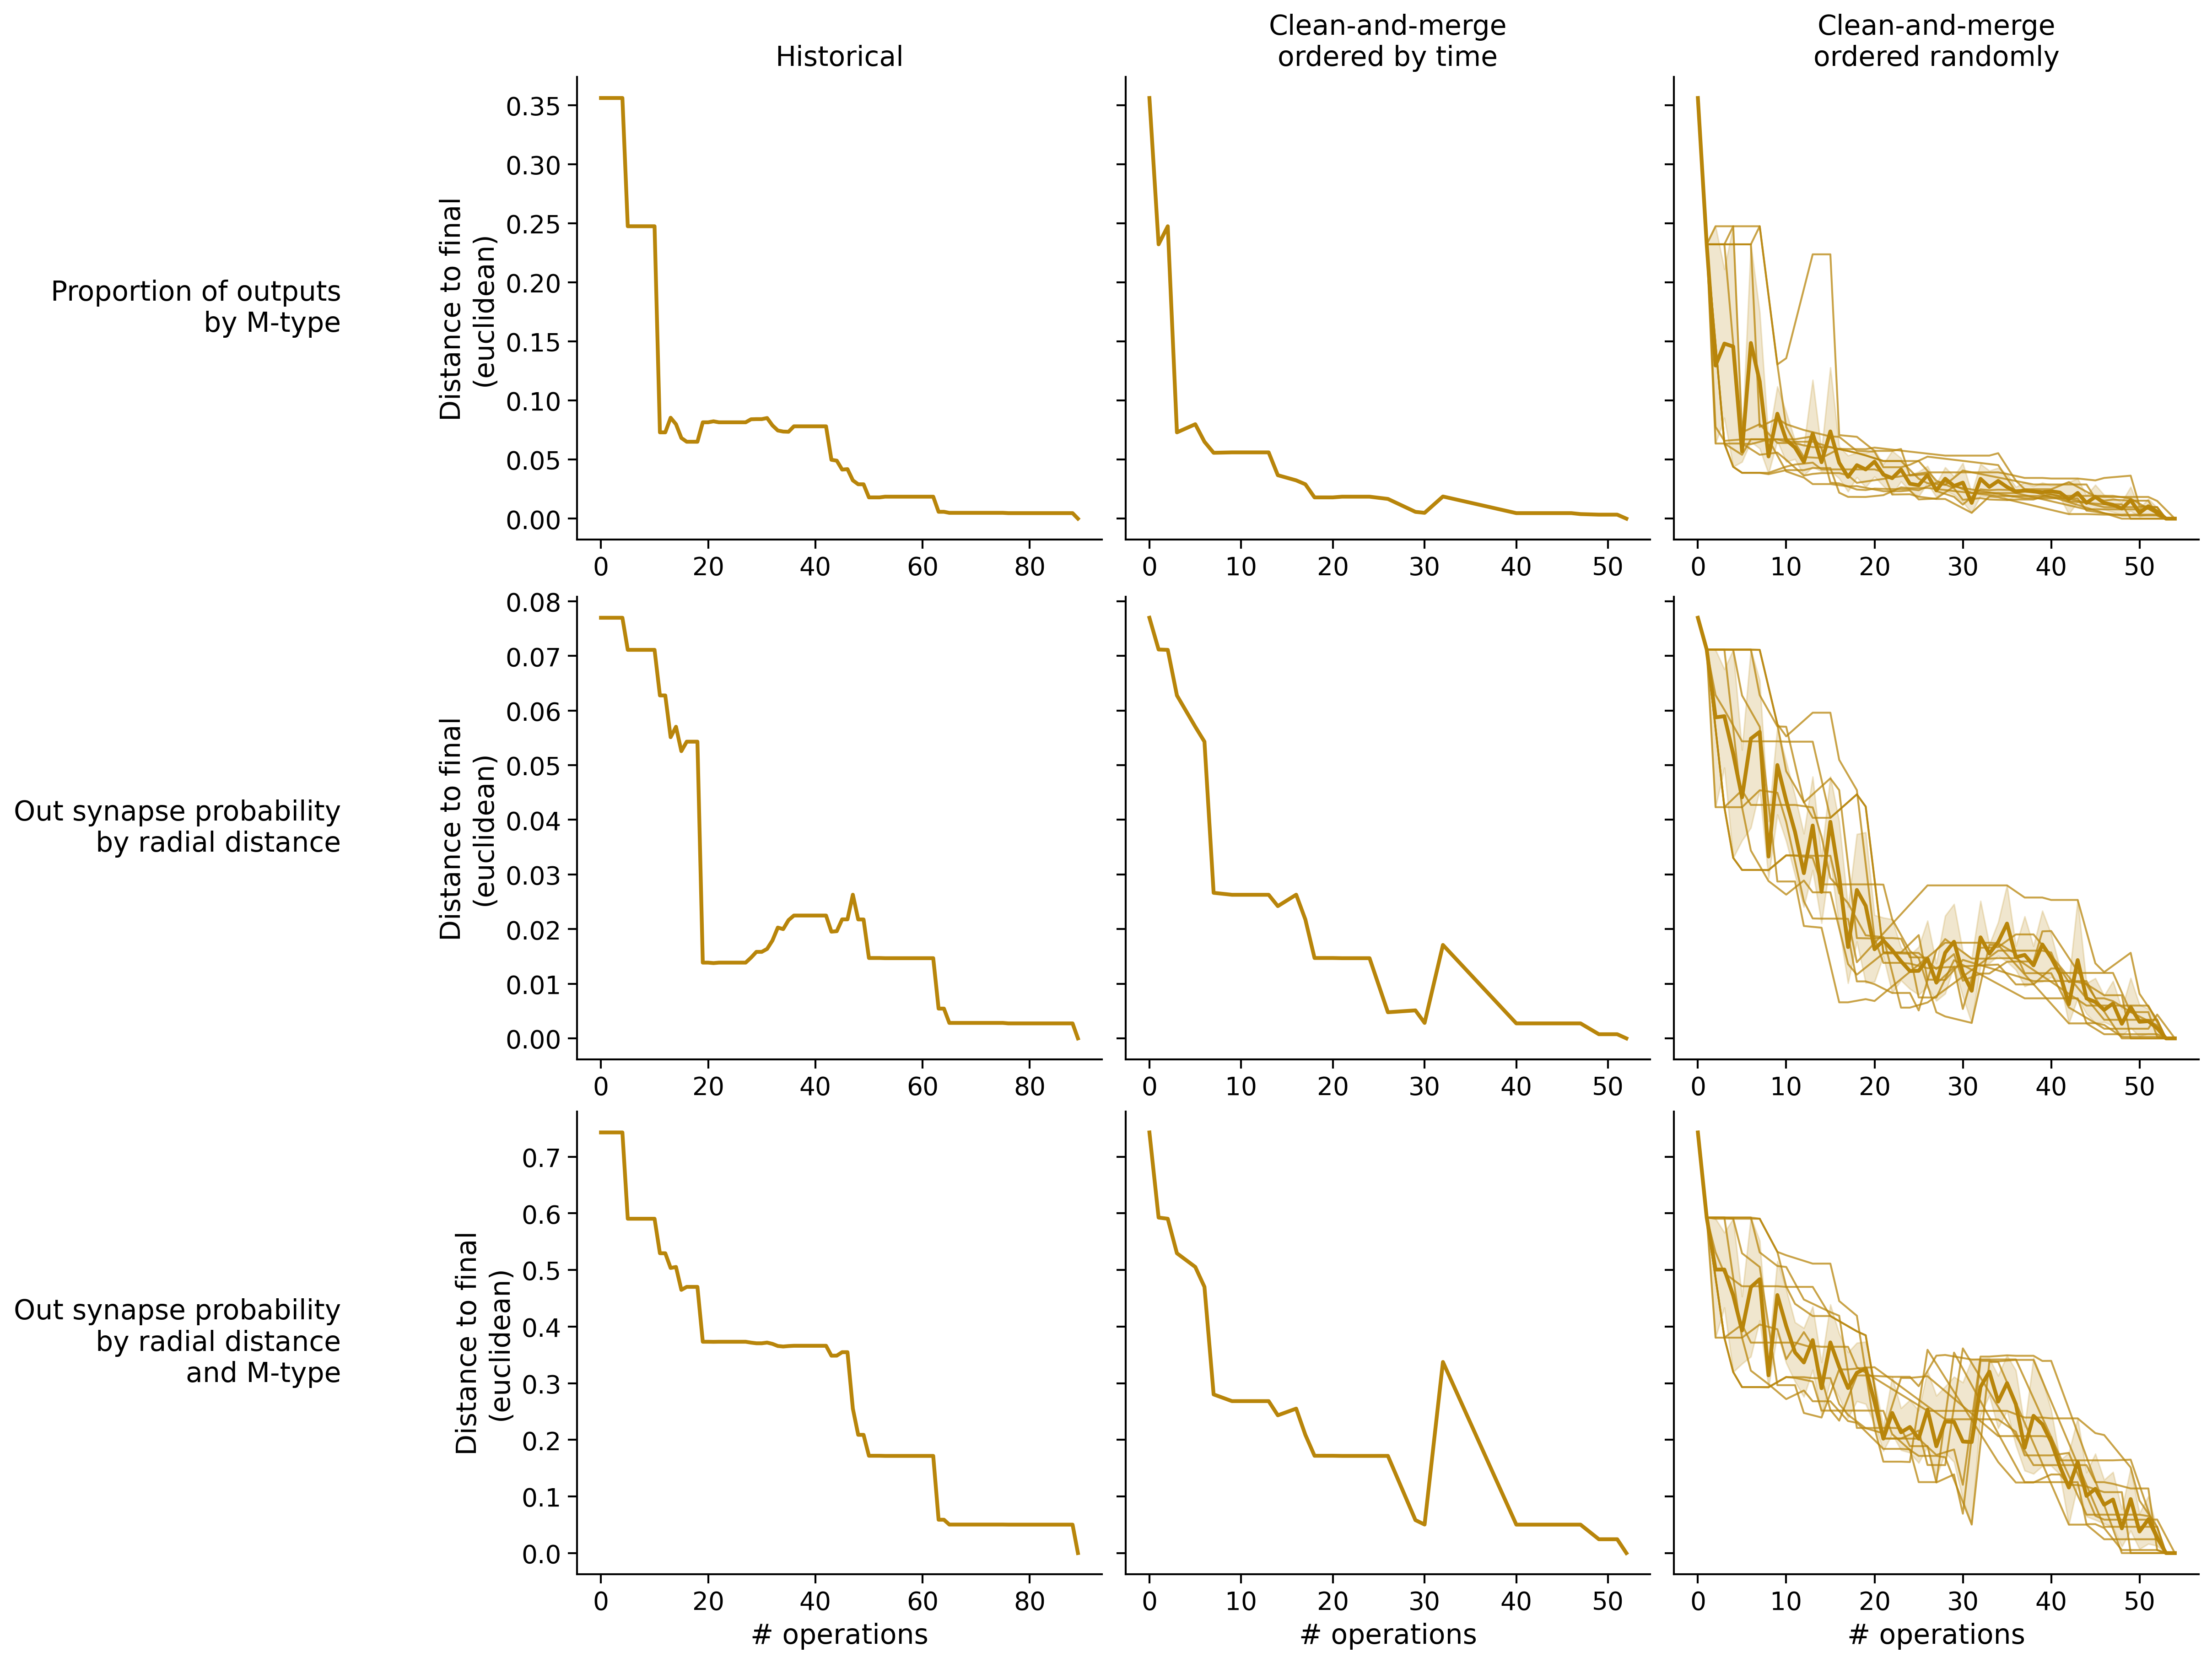 Historical
Clean-and-merge
ordered by time
Clean-and-merge
ordered randomly
Proportion of outputs
by M-type
Distance to final
(euclidean)
0.35
0.30
0.25
0.20
0.15
0.10
0.05
0.00
0 20 40 60 80
0 10 20 30 40 50
0 10 20 30 40 50
Out synapse probability
by radial distance
Distance to final
(euclidean)
0.08
0.07
0.06
0.05
0.04
0.03
0.02
0.01
0.00
0 20 40 60 80
0 10 20 30 40 50
0 10 20 30 40 50
Out synapse probability
by radial distance
and M-type
Distance to final
(euclidean)
0.7
0.6
0.5
0.4
0.3
0.2
0.1
0.0
0 20 40 60 80
0 10 20 30 40 50
0 10 20 30 40 50
# operations
# operations
# operations